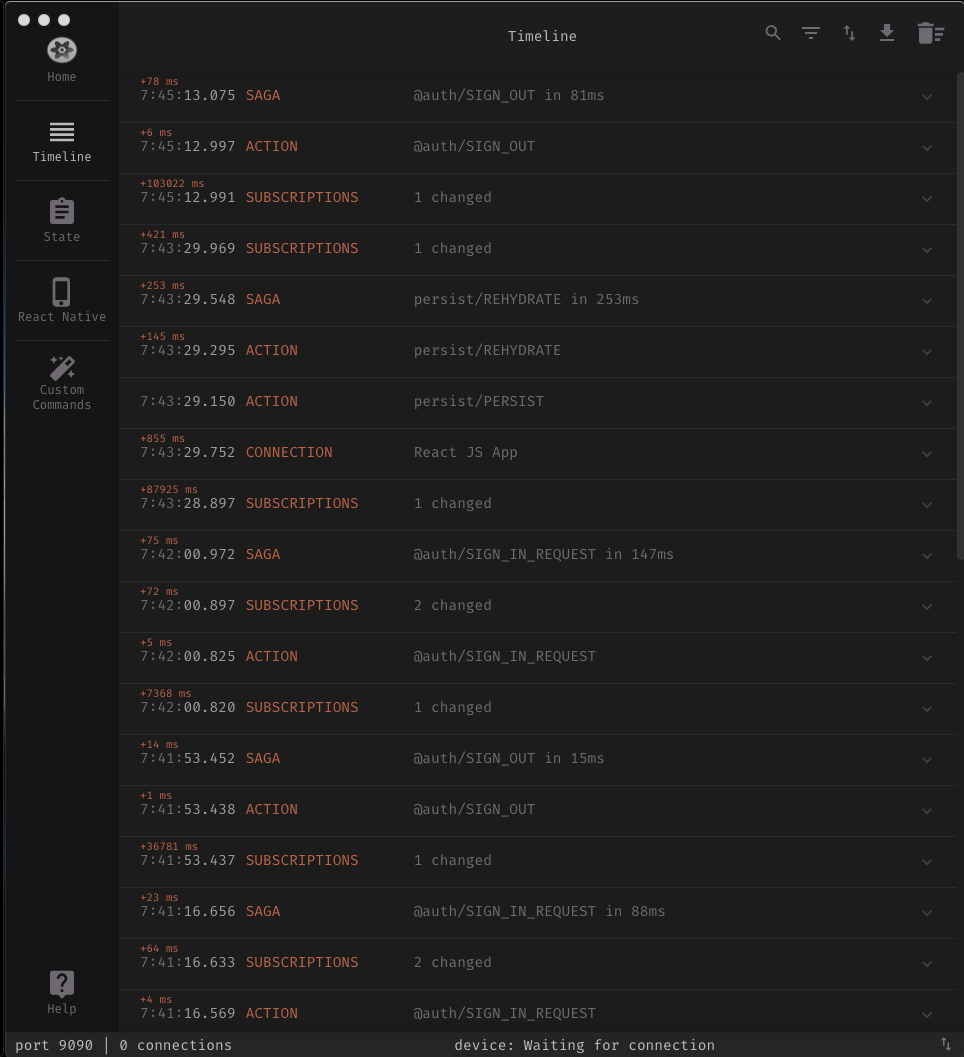 Timeline
Home
Timeline
State
React Native
Custom
Commands
Help
+78 ms
7:45:13.075 SAGA @auth/SIGN_OUT in 81ms
+6 ms
7:45:12.997 ACTION @auth/SIGN_OUT
+103022 ms
7:45:12.991 SUBSCRIPTIONS 1 changed
+421 ms
7:43:29.969 SUBSCRIPTIONS 1 changed
+253 ms
7:43:29.548 SAGA persist/REHYDRATE in 253ms
+145 ms
7:43:29.295 ACTION persist/REHYDRATE
7:43:29.150 ACTION persist/PERSIST
+855 ms
7:43:29.752 CONNECTION React JS App
+87925 ms
7:43:28.897 SUBSCRIPTIONS 1 changed
+75 ms
7:42:00.972 SAGA @auth/SIGN_IN_REQUEST in 147ms
+72 ms
7:42:00.897 SUBSCRIPTIONS 2 changed
+5 ms
7:42:00.825 ACTION @auth/SIGN_IN_REQUEST
+7368 ms
7:42:00.820 SUBSCRIPTIONS 1 changed
+14 ms
7:41:53.452 SAGA @auth/SIGN_OUT in 15ms
+1 ms
7:41:53.438 ACTION @auth/SIGN_OUT
+36781 ms
7:41:53.437 SUBSCRIPTIONS 1 changed
+23 ms
7:41:16.656 SAGA @auth/SIGN_IN_REQUEST in 88ms
+64 ms
7:41:16.633 SUBSCRIPTIONS 2 changed
+4 ms
7:41:16.569 ACTION @auth/SIGN_IN_REQUEST
port 9090 | 0 connections
device: Waiting for connection